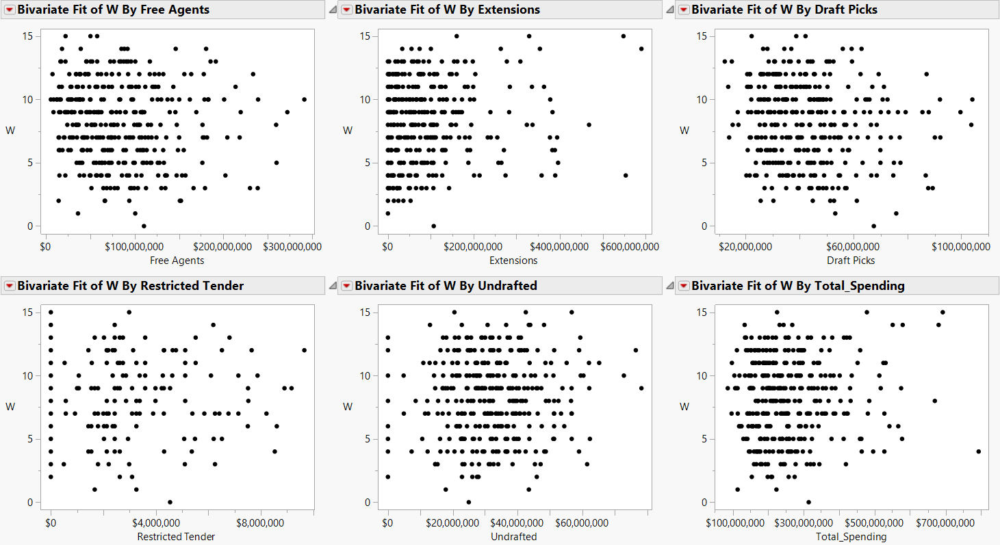 Bivariate Fit of W By Free Agents
15
10
W
5
0
$0 $100,000,000 $200,000,000 $300,000,000
Free Agents
Bivariate Fit of W By Extensions
15
10
W
5
0
$0 $200,000,000 $400,000,000 $600,000,000
Extensions
Bivariate Fit of W By Draft Picks
15
10
W
5
0
$20,000,000 $60,000,000 $100,000,000
Draft Picks
Bivariate Fit of W By Restricted Tender
15
10
W
5
0
$0 $4,000,000 $8,000,000
Restricted Tender
Bivariate Fit of W By Undrafted
15
10
W
5
0
$0 $20,000,000 $40,000,000 $60,000,000
Undrafted
Bivariate Fit of W By Total_Spending
15
10
W
5
0
$100,000,000 $300,000,000 $500,000,000 $700,000,000
Total_Spending